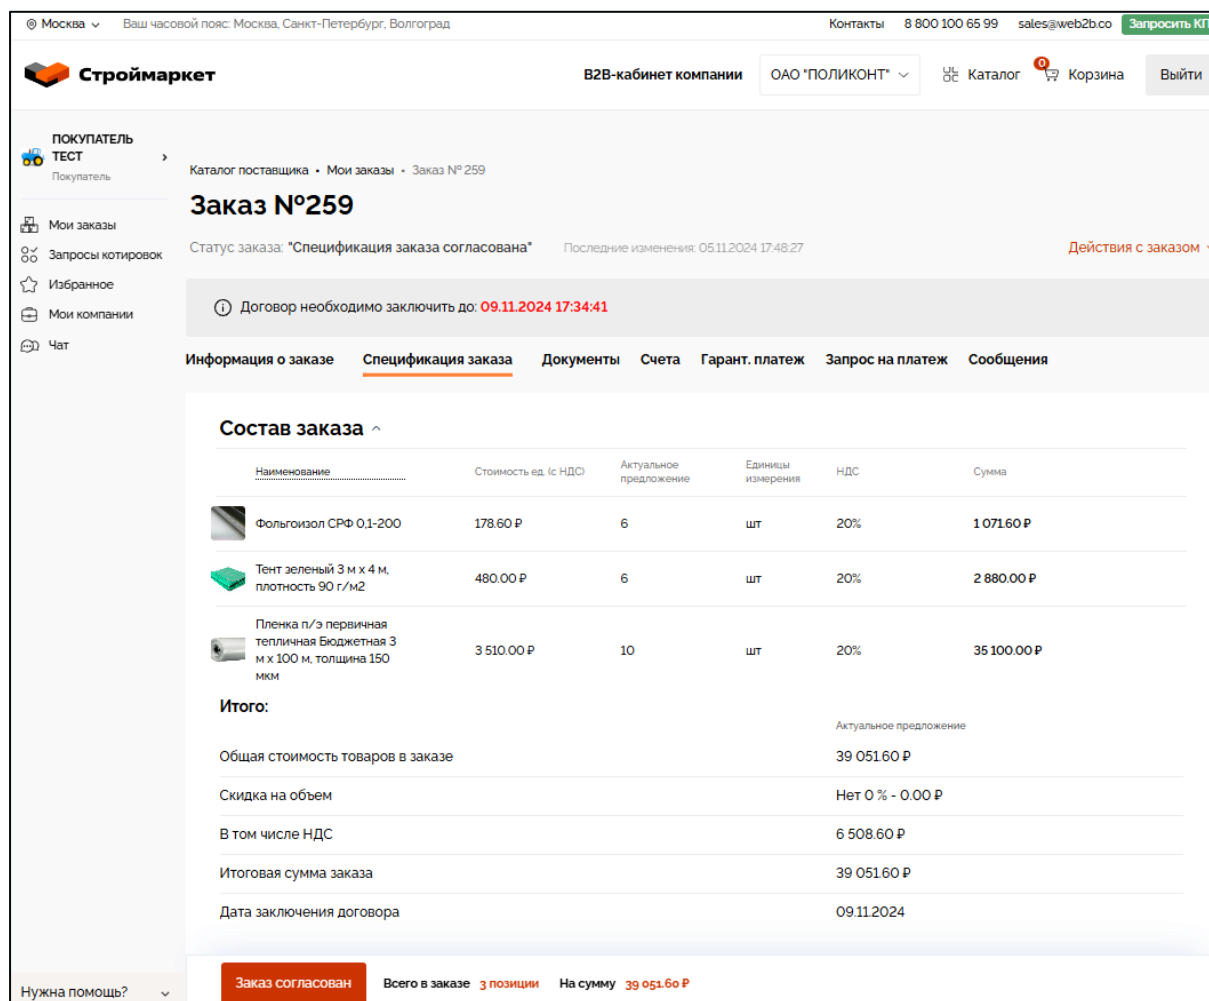 Москва Ваш часовой пояс: Москва, Санкт-Петербург, Волгоград Контакты 8 800 100 65 99 sales@web2b.co Запросить КП
Строймаркет B2B-кабинет компании ОАО "ПОЛИКОНТ" Каталог 0 Корзина Выйти
ПОКУПАТЕЛЬ
ТЕСТ
Покупатель
Мои заказы
Запросы котировок
Избранное
Мои компании
Чат
Каталог поставщика • Мои заказы • Заказ № 259
Заказ №259
Статус заказа: "Спецификация заказа согласована" Последние изменения: 05.11.2024 17:48:27 Действия с заказом
Договор необходимо заключить до: 09.11.2024 17:34:41
Информация о заказе Спецификация заказа Документы Счета Гарант. платеж Запрос на платеж Сообщения
Состав заказа
Наименование Стоимость ед. (с НДС) Актуальное предложение Единицы измерения НДС Сумма
Фольгоизол СРФ 0,1-200 178.60 ₽ 6 шт 20% 1 071.60 ₽
Тент зеленый 3 м х 4 м,
плотность 90 г/м2
480.00 ₽ 6 шт 20% 2 880.00 ₽
Пленка п/э первичная
тепличная Бюджетная 3
м х 100 м, толщина 150
мкм
3 510.00 ₽ 10 шт 20% 35 100.00 ₽
Итого:
Актуальное предложение
Общая стоимость товаров в заказе 39 051.60 ₽
Скидка на объем Нет 0 % - 0.00 ₽
В том числе НДС 6 508.60 ₽
Итоговая сумма заказа 39 051.60 ₽
Дата заключения договора 09.11.2024
Заказ согласован Всего в заказе 3 позиции На сумму 39 051.60 ₽
Нужна помощь?